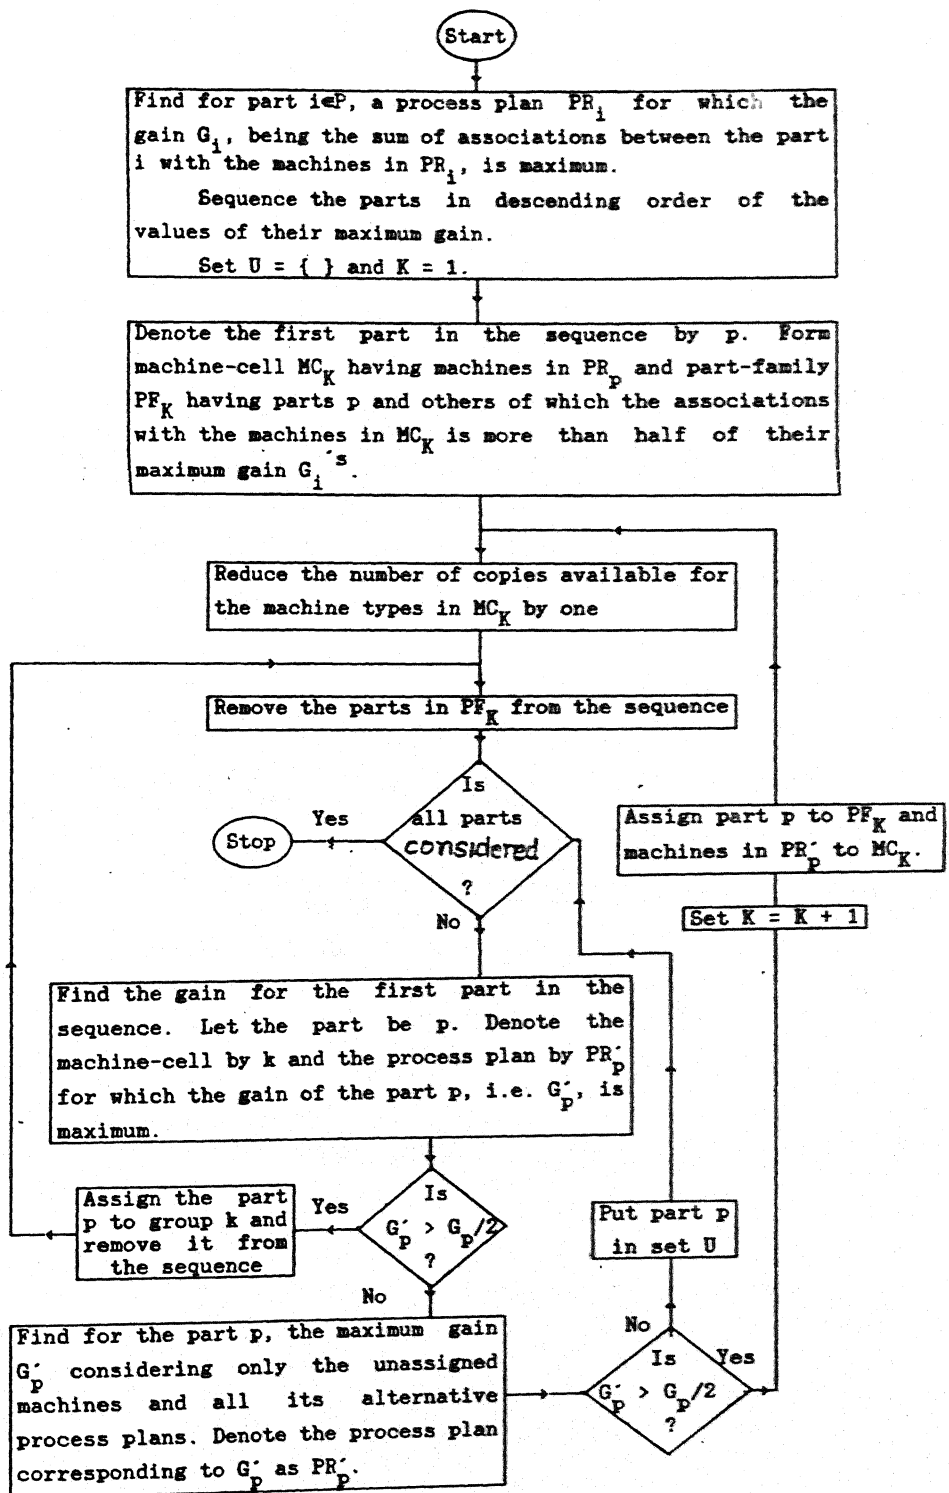 Start
Find for part i∈P, a process plan PRᵢ for which the
gain Gᵢ, being the sum of associations between the part
i with the machines in PRᵢ, is maximum.
Sequence the parts in descending order of the
values of their maximum gain.
Set U = { } and K = 1.
Denote the first part in the sequence by p. Form
machine-cell MC_K having machines in PR_p and part-family
PF_K having parts p and others of which the associations
with the machines in MC_K is more than half of their
maximum gain Gᵢ´s.
Reduce the number of copies available for
the machine types in MC_K by one
Remove the parts in PF_K from the sequence
Is
all parts
considered
?
Yes
Stop
No
Assign part p to PF_K and
machines in PR´_p to MC_K.
Set K = K + 1
Find the gain for the first part in the
sequence. Let the part be p. Denote the
machine-cell by k and the process plan by PR´_p
for which the gain of the part p, i.e. G´_p, is
maximum.
Is
G´_p > G_p/2
?
Yes
Assign the part
p to group k and
remove it from
the sequence
No
Put part p
in set U
Find for the part p, the maximum gain
G´_p considering only the unassigned
machines and all its alternative
process plans. Denote the process plan
corresponding to G´_p as PR´_p.
No
Is
G´_p > G_p/2
?
Yes